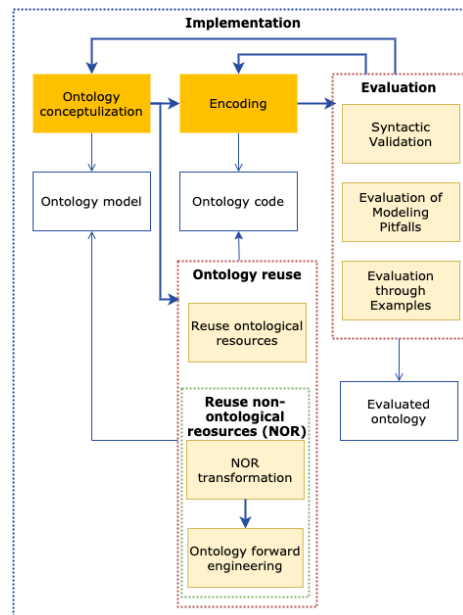 Implementation
Ontology
conceptulization
Encoding
Evaluation
Syntactic
Validation
Ontology model
Ontology code
Evaluation of
Modeling
Pitfalls
Ontology reuse
Evaluation
through
Examples
Reuse ontological
resources
Evaluated
ontology
Reuse non-
ontological
reosurces (NOR)
NOR
transformation
Ontology forward
engineering